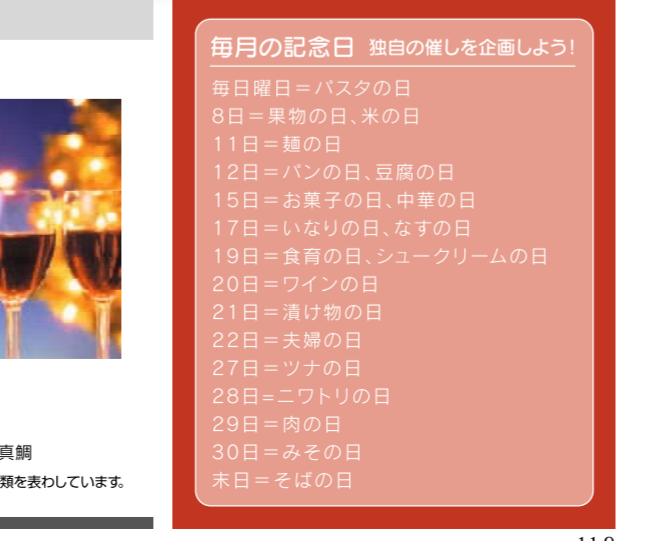 毎月の記念日 独自の催しを企画しよう！
毎日曜日＝パスタの日
8日＝果物の日、米の日
11日＝麺の日
12日＝パンの日、豆腐の日
15日＝お菓子の日、中華の日
17日＝いなりの日、なすの日
19日＝食育の日、シュークリームの日
20日＝ワインの日
21日＝漬け物の日
22日＝夫婦の日
27日＝ツナの日
28日=ニワトリの日
29日＝肉の日
30日＝みその日
末日＝そばの日
真鯛
類を表わしています。